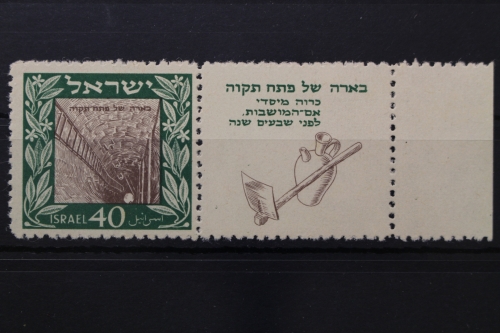 ישראל
בארה של פתח תקוה
ISRAEL 40 اسرائيل
בארה של פתח תקוה
כרוה מיסדי
אם־המושבות,
לפני שבעים שנה